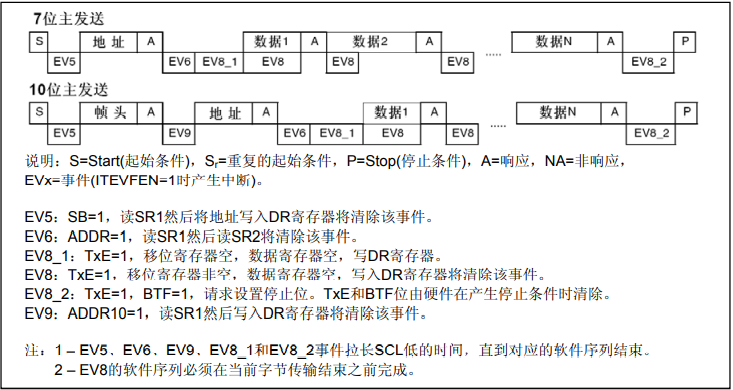 7位主发送
S 地址 A 数据1 A 数据2 A ..... 数据N A P
EV5 EV6 EV8_1 EV8 EV8 EV8 EV8_2
10位主发送
S 帧头 A 地址 A 数据1 A ..... 数据N A P
EV5 EV9 EV6 EV8_1 EV8 EV8 EV8_2
说明：S=Start(起始条件)，Sr=重复的起始条件，P=Stop(停止条件)，A=响应，NA=非响应，
EVx=事件(ITEVFEN=1时产生中断)。
EV5：SB=1，读SR1然后将地址写入DR寄存器将清除该事件。
EV6：ADDR=1，读SR1然后读SR2将清除该事件。
EV8_1：TxE=1，移位寄存器空，数据寄存器空，写DR寄存器。
EV8：TxE=1，移位寄存器非空，数据寄存器空，写入DR寄存器将清除该事件。
EV8_2：TxE=1，BTF=1，请求设置停止位。TxE和BTF位由硬件在产生停止条件时清除。
EV9：ADDR10=1，读SR1然后写入DR寄存器将清除该事件。
注：1 – EV5、EV6、EV9、EV8_1和EV8_2事件拉长SCL低的时间，直到对应的软件序列结束。
2 – EV8的软件序列必须在当前字节传输结束之前完成。